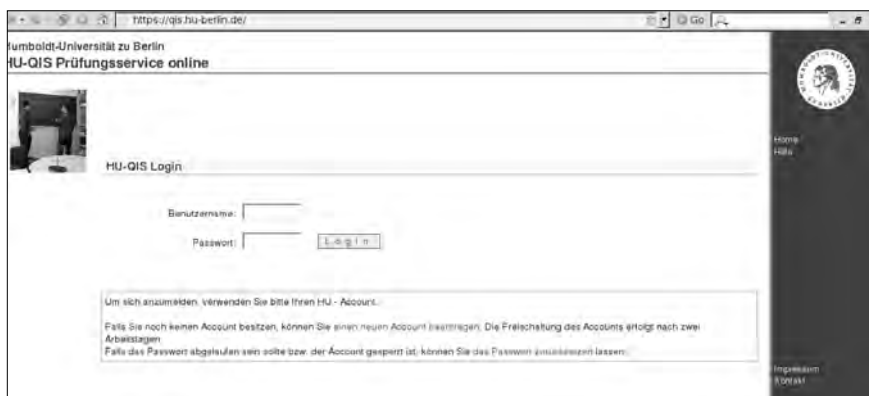 https://qis.hu-berlin.de/
Go
umboldt-Universität zu Berlin
HU-QIS Prüfungsservice online
HUMBOLDT-UNIVERSITÄT
Home
Hilfe
HU-QIS Login
Benutzername:
Passwort:
Login
Um sich anzumelden, verwenden Sie bitte Ihren HU - Account.
Falls Sie noch keinen Account besitzen, können Sie einen neuen Account beantragen. Die Freischaltung des Accounts erfolgt nach zwei
Arbeitstagen.
Falls das Passwort abgelaufen sein sollte bzw. der Account gesperrt ist, können Sie das Passwort zurücksetzen lassen.
Impressum
Kontakt